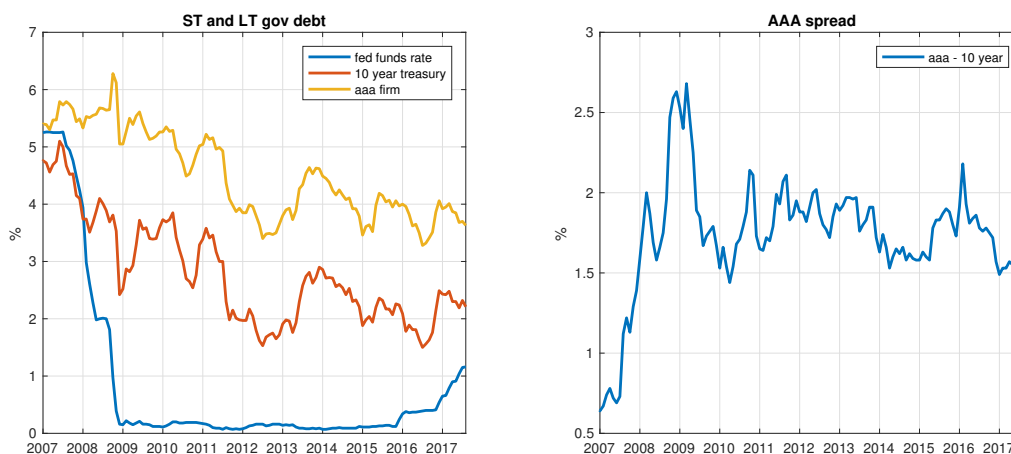 ST and LT gov debt
7
6
5
4
3
2
1
0
%
fed funds rate
10 year treasury
aaa firm
2007 2008 2009 2010 2011 2012 2013 2014 2015 2016 2017
AAA spread
3
2.5
2
1.5
1
0.5
%
aaa - 10 year
2007 2008 2009 2010 2011 2012 2013 2014 2015 2016 2017